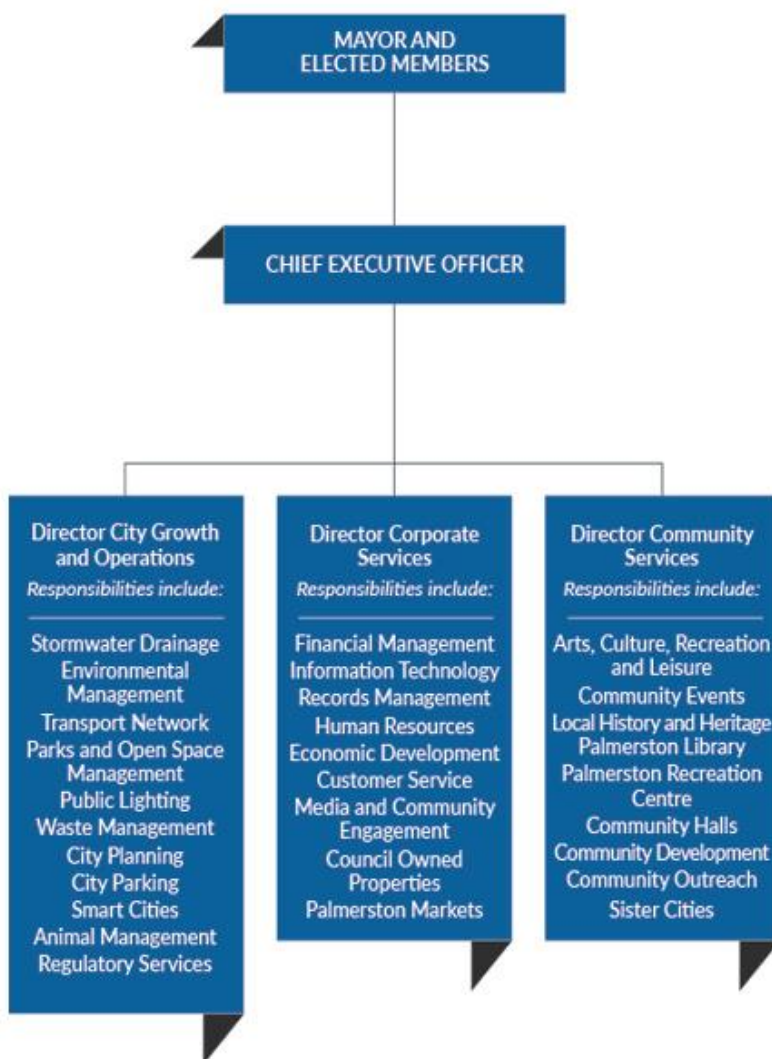 MAYOR AND
ELECTED MEMBERS
CHIEF EXECUTIVE OFFICER
Director City Growth
and Operations
Responsibilities include:
Stormwater Drainage
Environmental
Management
Transport Network
Parks and Open Space
Management
Public Lighting
Waste Management
City Planning
City Parking
Smart Cities
Animal Management
Regulatory Services
Director Corporate
Services
Responsibilities include:
Financial Management
Information Technology
Records Management
Human Resources
Economic Development
Customer Service
Media and Community
Engagement
Council Owned
Properties
Palmerston Markets
Director Community
Services
Responsibilities include:
Arts, Culture, Recreation
and Leisure
Community Events
Local History and Heritage
Palmerston Library
Palmerston Recreation
Centre
Community Halls
Community Development
Community Outreach
Sister Cities